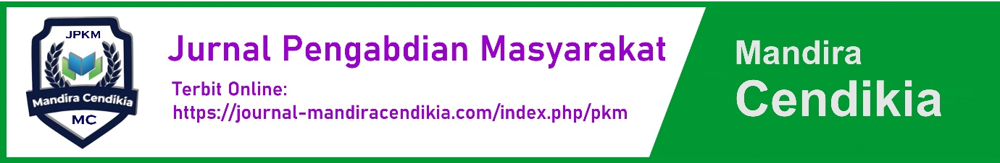 JPKM
Mandira Cendikia
MC
Jurnal Pengabdian Masyarakat
Terbit Online:
https://journal-mandiracendikia.com/index.php/pkm
Mandira
Cendikia